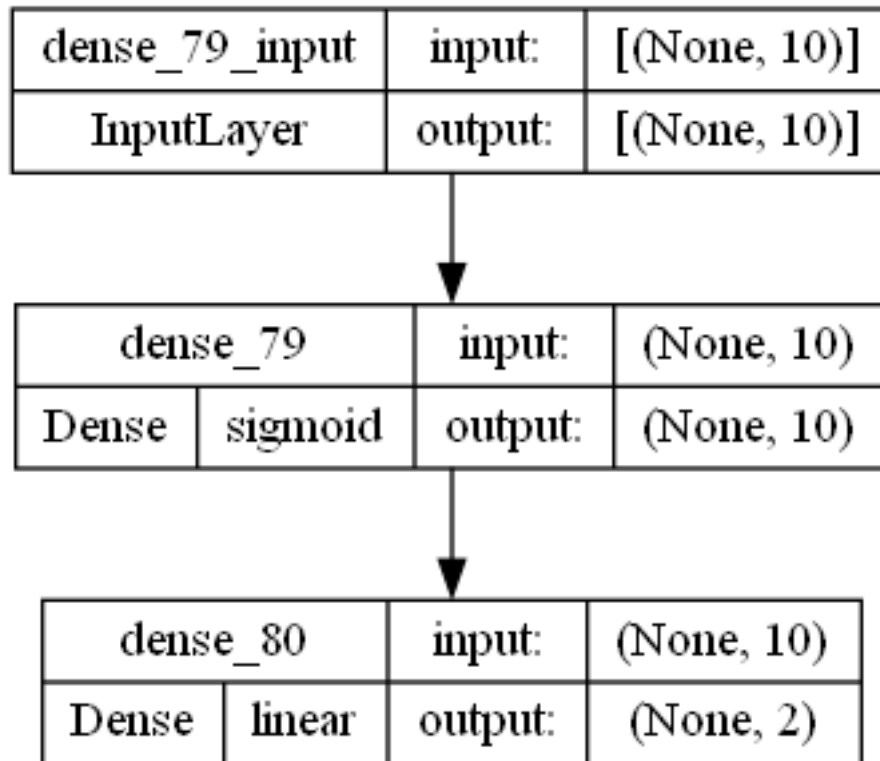 dense_79_input input: [(None, 10)]
InputLayer output: [(None, 10)]
dense_79 input: (None, 10)
Dense sigmoid output: (None, 10)
dense_80 input: (None, 10)
Dense linear output: (None, 2)